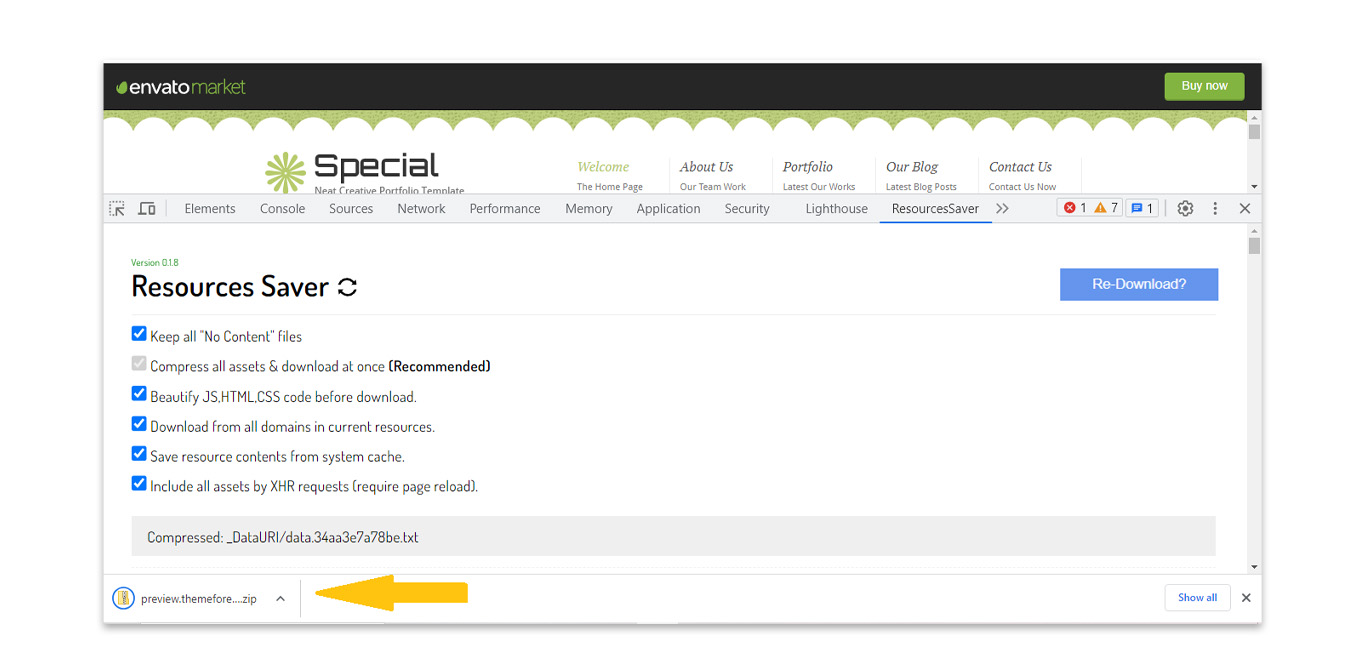 envatomarket
Buy now
Special
Neat Creative Portfolio Template
Welcome
The Home Page
About Us
Our Team Work
Portfolio
Latest Our Works
Our Blog
Latest Blog Posts
Contact Us
Contact Us Now
Elements Console Sources Network Performance Memory Application Security Lighthouse ResourcesSaver 1 7 1
Version 0.1.8
Resources Saver
Re-Download?
Keep all "No Content" files
Compress all assets & download at once (Recommended)
Beautify JS,HTML,CSS code before download.
Download from all domains in current resources.
Save resource contents from system cache.
Include all assets by XHR requests (require page reload).
Compressed: _DataURI/data.34aa3e7a78be.txt
preview.themefore....zip
Show all